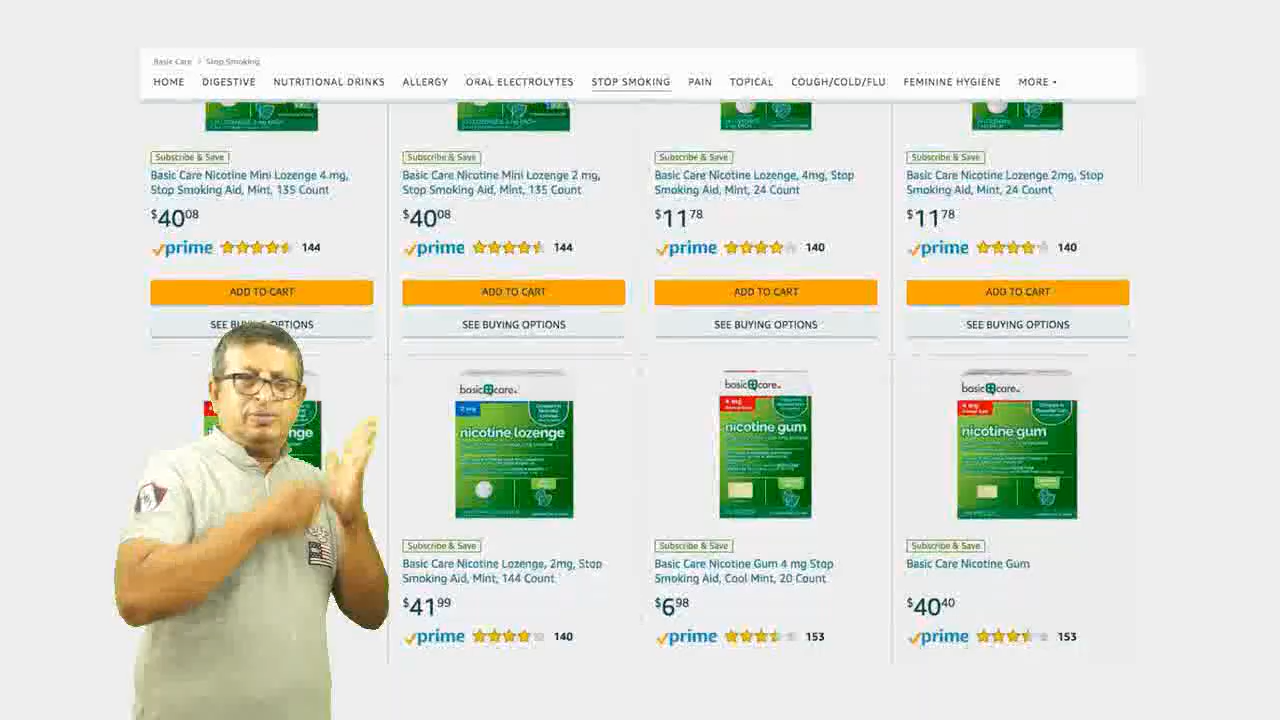 Basic Care > Stop Smoking
HOME DIGESTIVE NUTRITIONAL DRINKS ALLERGY ORAL ELECTROLYTES STOP SMOKING PAIN TOPICAL COUGH/COLD/FLU FEMININE HYGIENE MORE
Subscribe & Save
Basic Care Nicotine Mini Lozenge 4 mg,
Stop Smoking Aid, Mint, 135 Count
$40 08
prime 144
ADD TO CART
SEE BUYING OPTIONS
Subscribe & Save
Basic Care Nicotine Mini Lozenge 2 mg,
Stop Smoking Aid, Mint, 135 Count
$40 08
prime 144
ADD TO CART
SEE BUYING OPTIONS
Subscribe & Save
Basic Care Nicotine Lozenge, 4mg, Stop
Smoking Aid, Mint, 24 Count
$11 78
prime 140
ADD TO CART
SEE BUYING OPTIONS
Subscribe & Save
Basic Care Nicotine Lozenge 2mg, Stop
Smoking Aid, Mint, 24 Count
$11 78
prime 140
ADD TO CART
SEE BUYING OPTIONS
basic care
2 mg
nicotine lozenge
Subscribe & Save
Basic Care Nicotine Lozenge, 2mg, Stop
Smoking Aid, Mint, 144 Count
$41 99
prime 140
basic care
4 mg
nicotine gum
Subscribe & Save
Basic Care Nicotine Gum 4 mg Stop
Smoking Aid, Cool Mint, 20 Count
$6 98
prime 153
basic care
4 mg
nicotine gum
Subscribe & Save
Basic Care Nicotine Gum
$40 40
prime 153